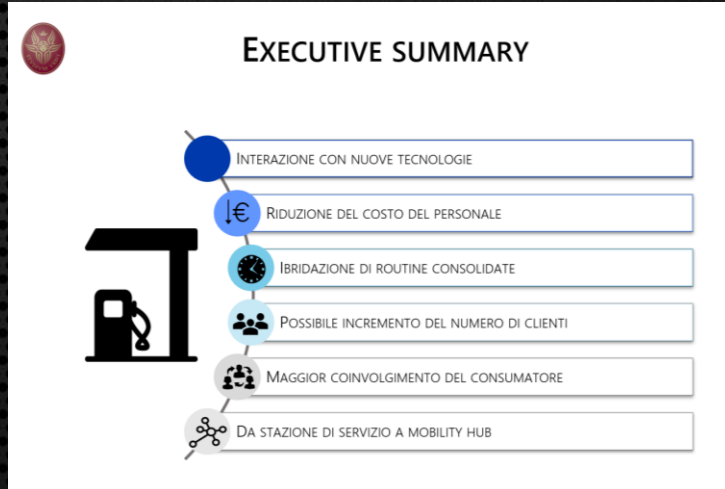 EXECUTIVE SUMMARY
INTERAZIONE CON NUOVE TECNOLOGIE
RIDUZIONE DEL COSTO DEL PERSONALE
IBRIDAZIONE DI ROUTINE CONSOLIDATE
POSSIBILE INCREMENTO DEL NUMERO DI CLIENTI
MAGGIOR COINVOLGIMENTO DEL CONSUMATORE
DA STAZIONE DI SERVIZIO A MOBILITY HUB